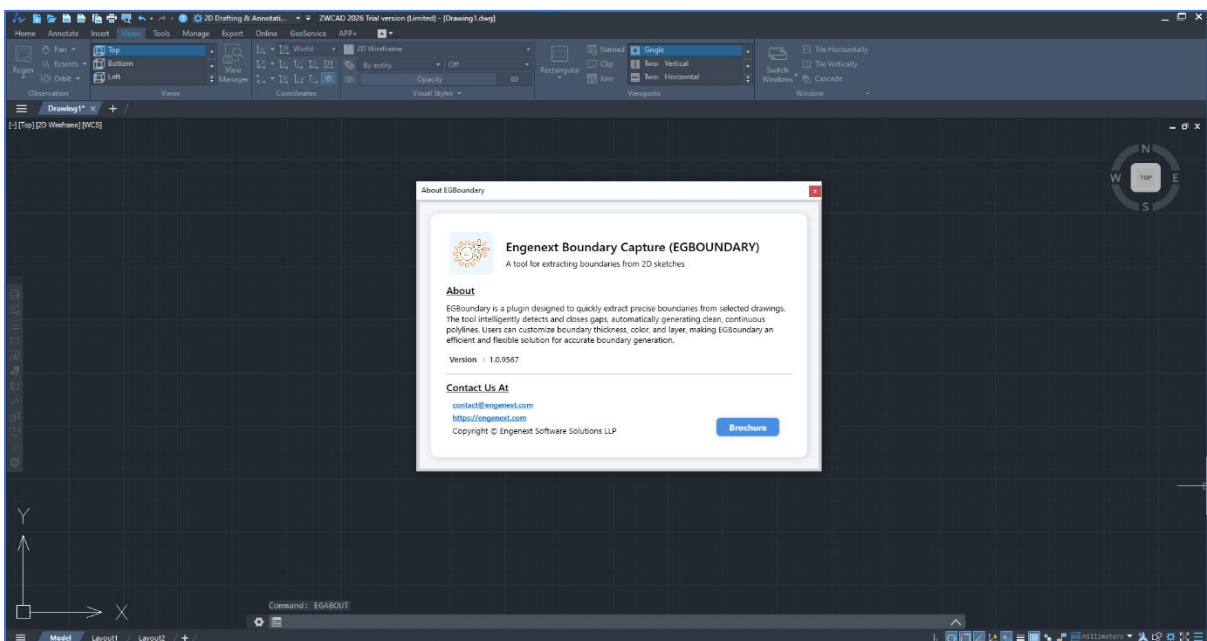 2D Drafting & Annotati... ZWCAD 2026 Trial version (Limited) - [Drawing1.dwg]
Home Annotate Insert Views Tools Manage Export Online GeoService APP+
Pan Top World 2D Wireframe Named Single Tile Horizontally
Extents Bottom By entity Off Clip Two: Vertical Tile Vertically
Regen View Rectangular Switch
Orbit Left Manager Opacity 60 Join Two: Horizontal Windows Cascade
Observation Views Coordinates Visual Styles Viewports Window
Drawing1* × + /
[-] [Top] [2D Wireframe] [WCS]
N
W TOP E
S
About EGBoundery
Engenext Boundary Capture (EGBOUNDARY)
A tool for extracting boundaries from 2D sketches
About
EGBoundary is a plugin designed to quickly extract precise boundaries from selected drawings.
The tool intelligently detects and closes gaps, automatically generating clean, continuous
polylines. Users can customize boundary thickness, color, and layer, making EGBoundary an
efficient and flexible solution for accurate boundary generation.
Version : 1.0.9567
Contact Us At
contact@engenext.com
https://engenext.com
Copyright © Engenext Software Solutions LLP
Brochure
Y
X
Command: EGABOUT
Model Layout1 / Layout2 / + / millimeters